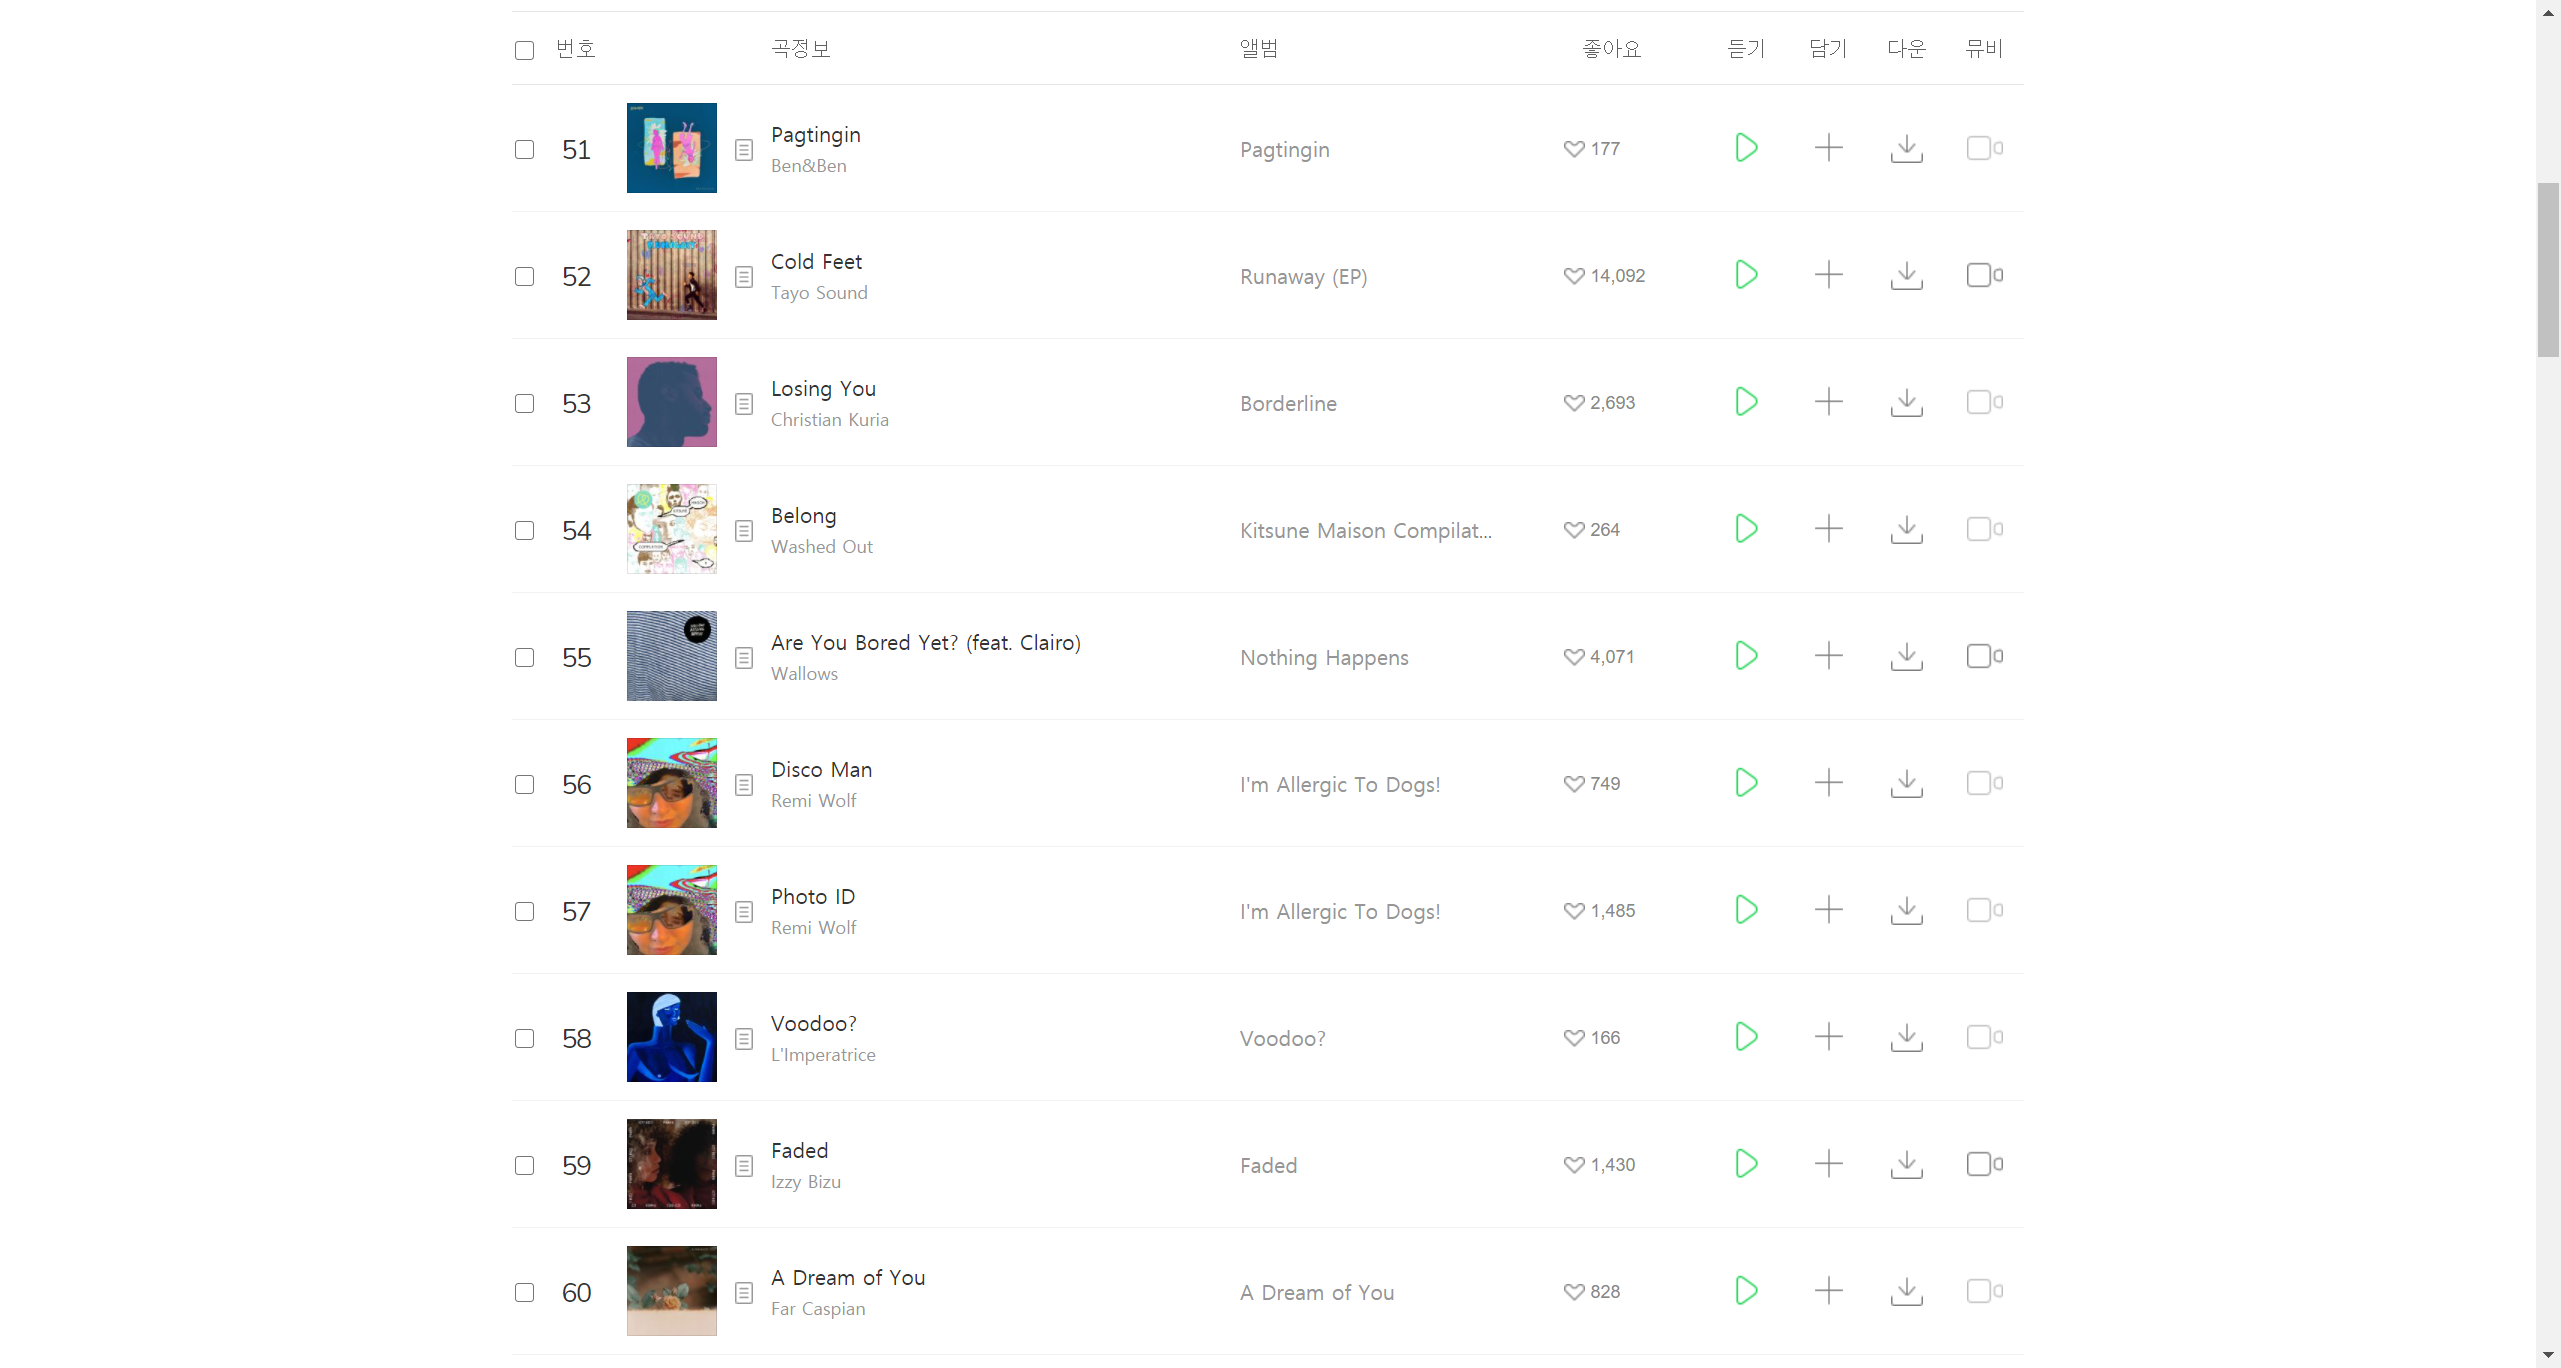 번호 곡정보 앨범 좋아요 듣기 담기 다운 뮤비
51 Pagtingin Pagtingin 177
Ben&Ben
52 Cold Feet Runaway (EP) 14,092
Tayo Sound
53 Losing You Borderline 2,693
Christian Kuria
54 Belong Kitsune Maison Compilat... 264
Washed Out
55 Are You Bored Yet? (feat. Clairo) Nothing Happens 4,071
Wallows
56 Disco Man I'm Allergic To Dogs! 749
Remi Wolf
57 Photo ID I'm Allergic To Dogs! 1,485
Remi Wolf
58 Voodoo? Voodoo? 166
L'Imperatrice
59 Faded Faded 1,430
Izzy Bizu
60 A Dream of You A Dream of You 828
Far Caspian